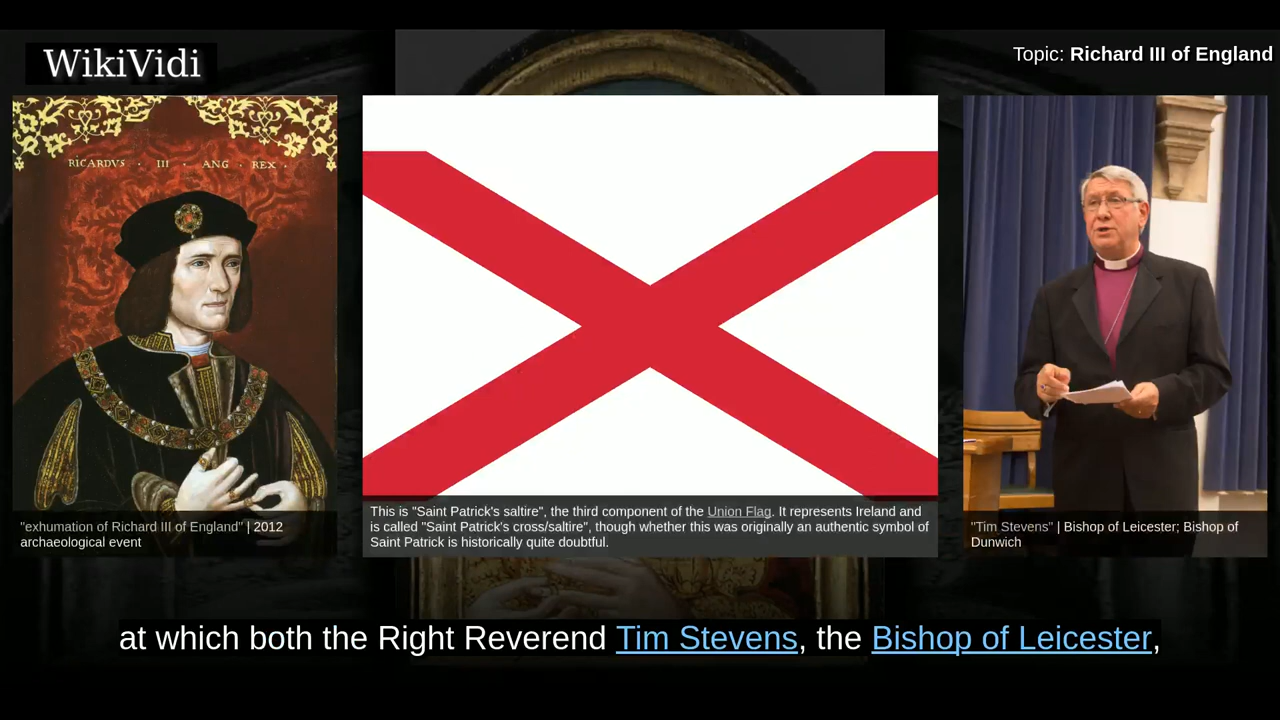 WikiVidi
Topic: Richard III of England
RICARDVS · III · ANG · REX ·
"exhumation of Richard III of England" | 2012
archaeological event
This is "Saint Patrick's saltire", the third component of the Union Flag. It represents Ireland and
is called "Saint Patrick's cross/saltire", though whether this was originally an authentic symbol of
Saint Patrick is historically quite doubtful.
"Tim Stevens" | Bishop of Leicester; Bishop of
Dunwich
at which both the Right Reverend Tim Stevens, the Bishop of Leicester,